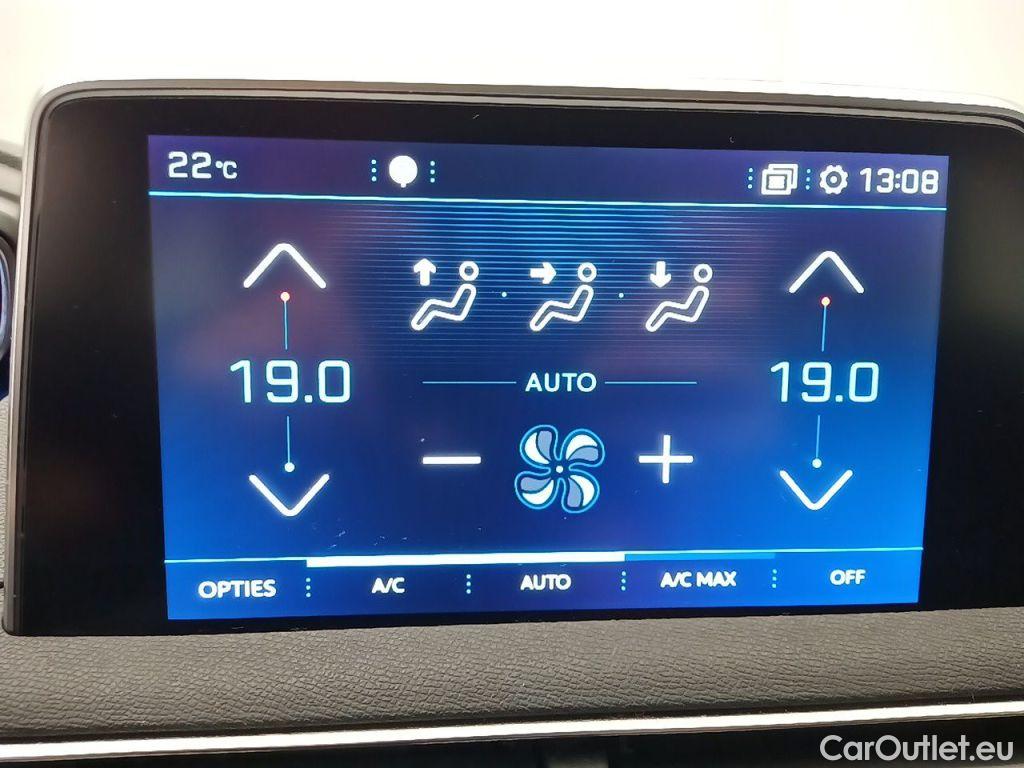 22°C 13:08
19.0 19.0
AUTO
OPTIES A/C AUTO A/C MAX OFF
CarOutlet.eu